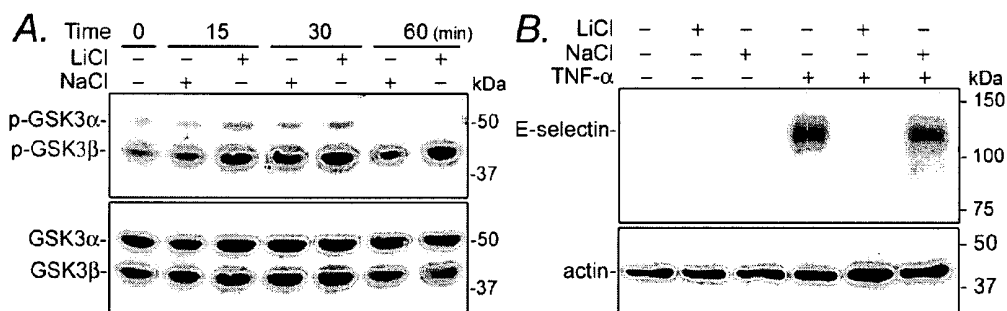 A.
Time 0 15 30 60 (min)
LiCl − − + − + − +
NaCl − + − + − + − kDa
p-GSK3α- -50
p-GSK3β-
-37
GSK3α- -50
GSK3β-
-37
B.
LiCl − + − − + −
NaCl − − + − − +
TNF-α − − − + + + kDa
- 150
E-selectin-
- 100
- 75
- 50
actin-
- 37